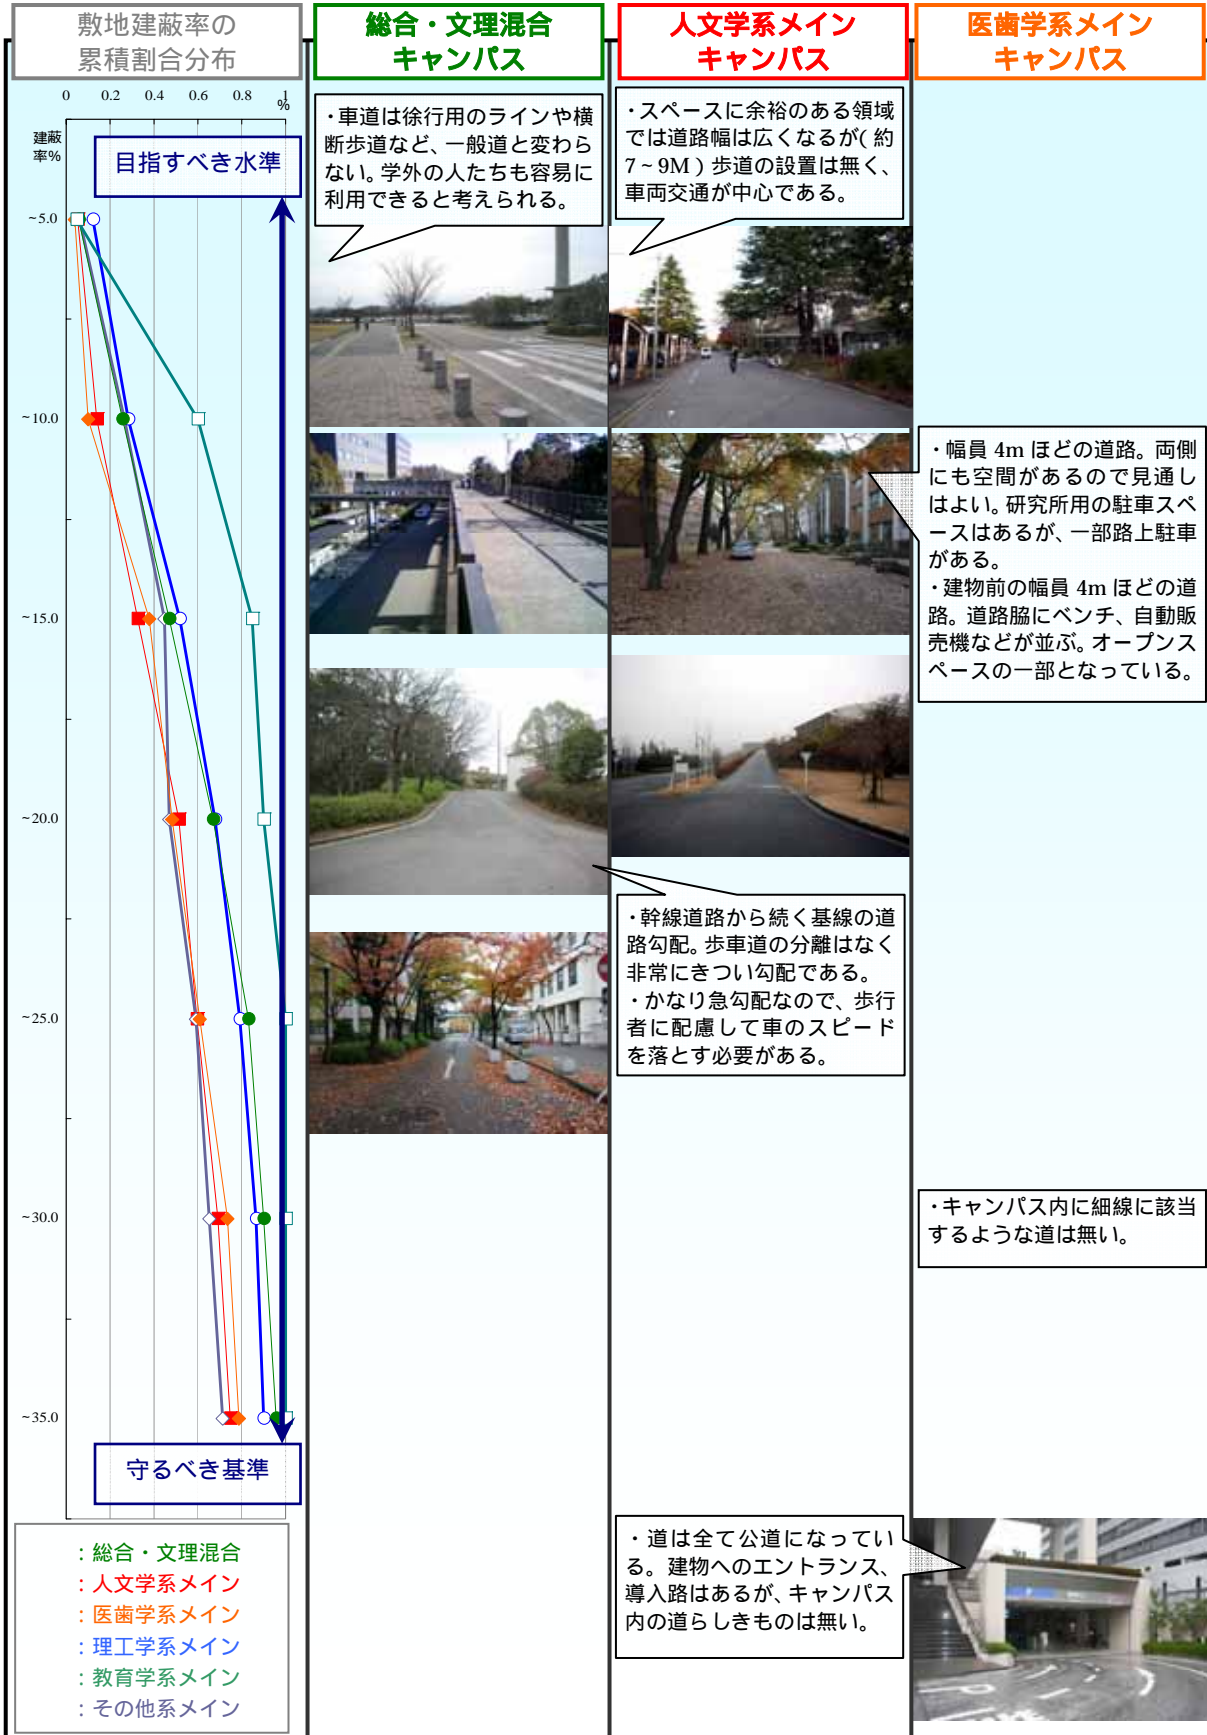 敷地建蔽率の
累積割合分布
総合・文理混合
キャンパス
人文学系メイン
キャンパス
医歯学系メイン
キャンパス
0 0.2 0.4 0.6 0.8 1
%
建蔽
率%
目指すべき水準
~5.0
~10.0
~15.0
~20.0
~25.0
~30.0
~35.0
守るべき基準
：総合・文理混合
：人文学系メイン
：医歯学系メイン
：理工学系メイン
：教育学系メイン
：その他系メイン
・車道は徐行用のラインや横
断歩道など、一般道と変わら
ない。学外の人たちも容易に
利用できると考えられる。
・スペースに余裕のある領域
では道路幅は広くなるが(約
7~9M)歩道の設置は無く、
車両交通が中心である。
・幅員 4m ほどの道路。両側
にも空間があるので見通し
はよい。研究所用の駐車スペ
ースはあるが、一部路上駐車
がある。
・建物前の幅員 4m ほどの道
路。道路脇にベンチ、自動販
売機などが並ぶ。オープンス
ペースの一部となっている。
・幹線道路から続く基線の道
路勾配。歩車道の分離はなく
非常にきつい勾配である。
・かなり急勾配なので、歩行
者に配慮して車のスピード
を落とす必要がある。
・キャンパス内に細線に該当
するような道は無い。
・道は全て公道になってい
る。建物へのエントランス、
導入路はあるが、キャンパス
内の道らしきものは無い。